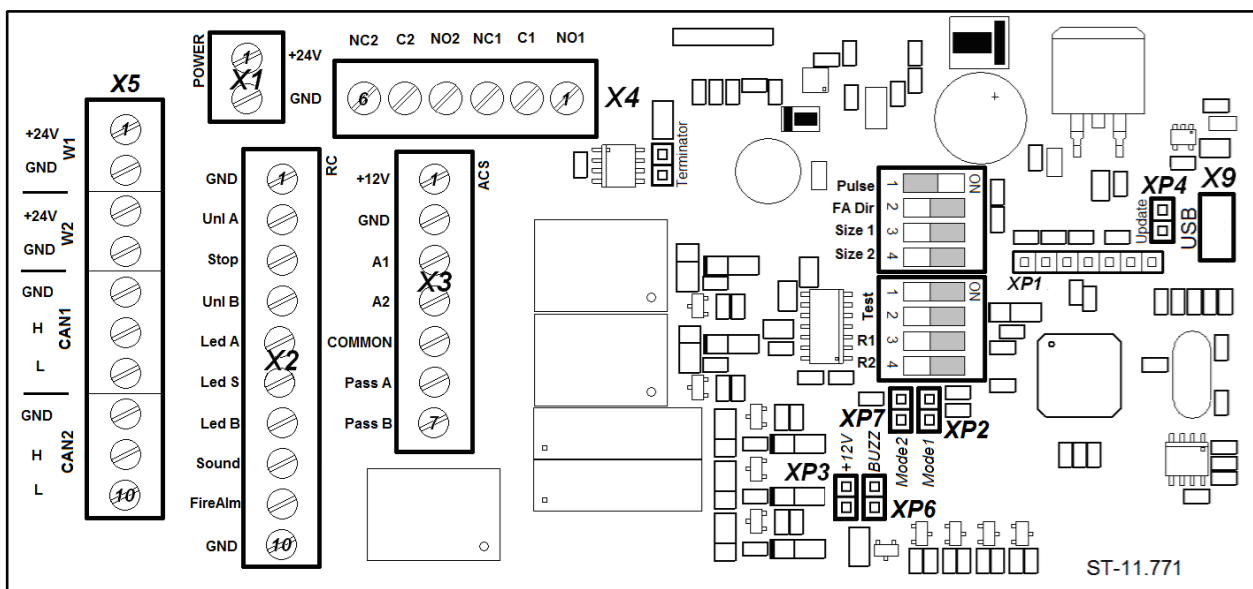 X5
1
+24V
GND
W1
+24V
GND
W2
GND
H
L
CAN1
GND
H
L
CAN2
10
POWER
1
X1
+24V
GND
NC2 C2 NO2 NC1 C1 NO1
6 1
X4
Terminator
RC
GND 1
Unl A
Stop
Unl B
Led A
X2
Led S
Led B
Sound
FireAlm
GND 10
ACS
+12V 1
GND
A1
X3
A2
COMMON
Pass A
Pass B 7
+
Pulse 1 ON
FA Dir 2
Size 1 3
Size 2 4
Test
1 ON
2
R1 3
R2 4
XP7
XP2
Mode2
Mode1
XP3
+12V
BUZZ
XP6
XP1
XP4
Update
X9
USB
ST-11.771